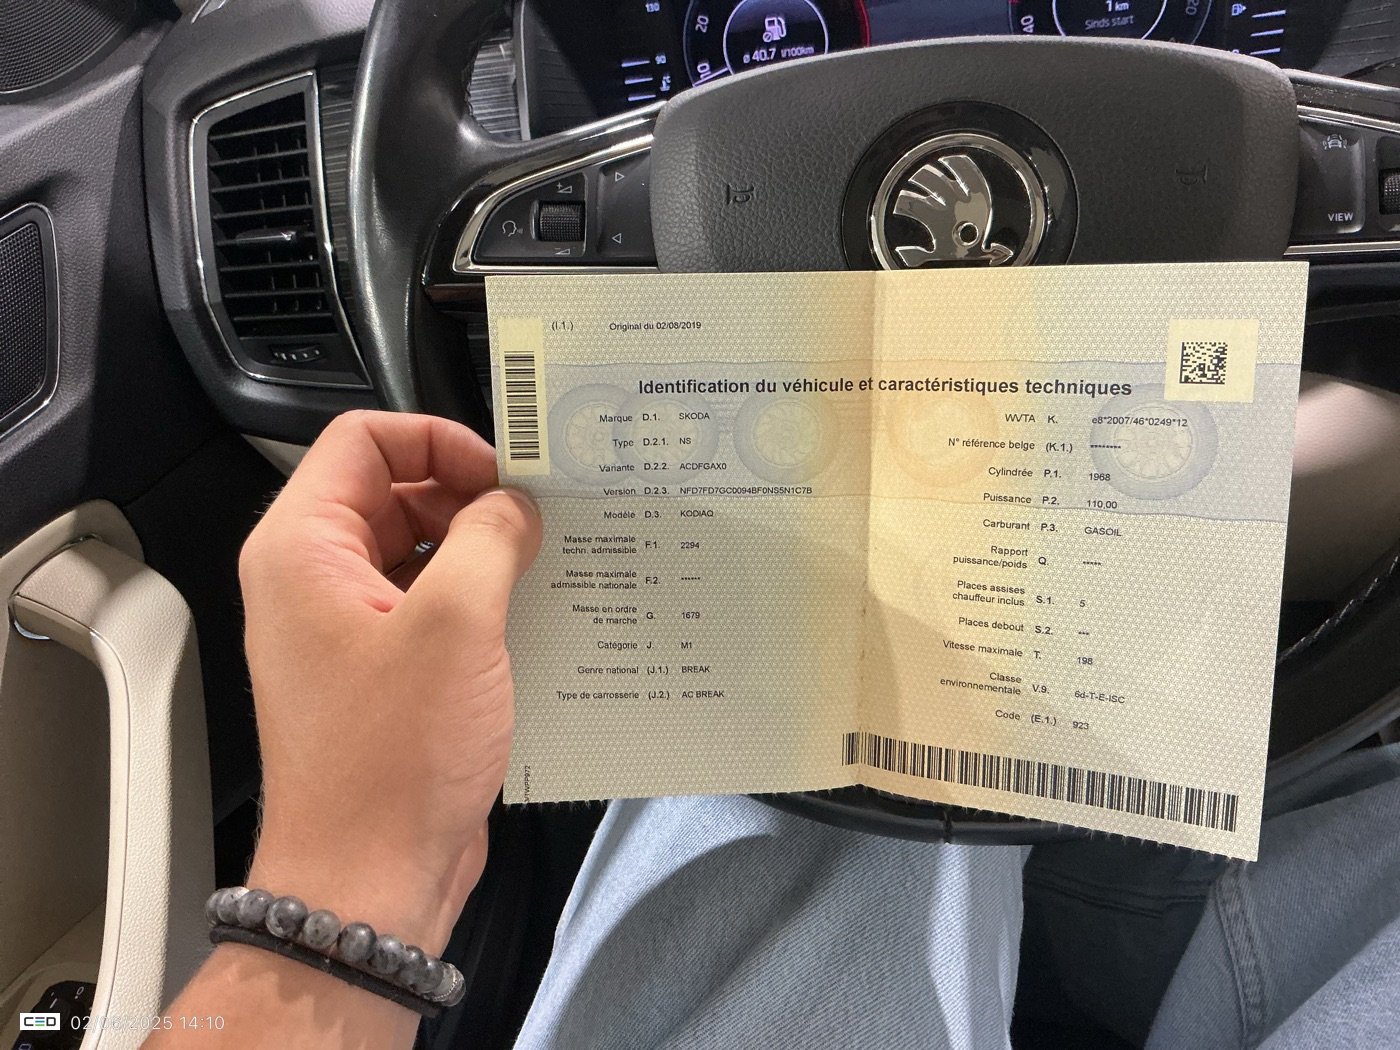 130
90
20
10
ø 40.7 l/100km
40
1 km
Sinds start
20
VIEW
(I.1.) Original du 02/08/2019
Identification du véhicule et caractéristiques techniques
Marque D.1. SKODA
Type D.2.1. NS
Variante D.2.2. ACDFGAX0
Version D.2.3. NFD7FD7GC0094BF0NS5N1C7B
Modèle D.3. KODIAQ
Masse maximale
techn. admissible F.1. 2294
Masse maximale
admissible nationale F.2. ******
Masse en ordre
de marche G. 1679
Catégorie J. M1
Genre national (J.1.) BREAK
Type de carrosserie (J.2.) AC BREAK
WVTA K. e8*2007/46*0249*12
N° référence belge (K.1.) ********
Cylindrée P.1. 1968
Puissance P.2. 110,00
Carburant P.3. GASOIL
Rapport
puissance/poids Q. *****
Places assises
chauffeur inclus S.1. 5
Places debout S.2. ***
Vitesse maximale T. 198
Classe
environnementale V.9. 6d-T-E-ISC
Code (E.1.) 923
CED 02/06/2025 14:10